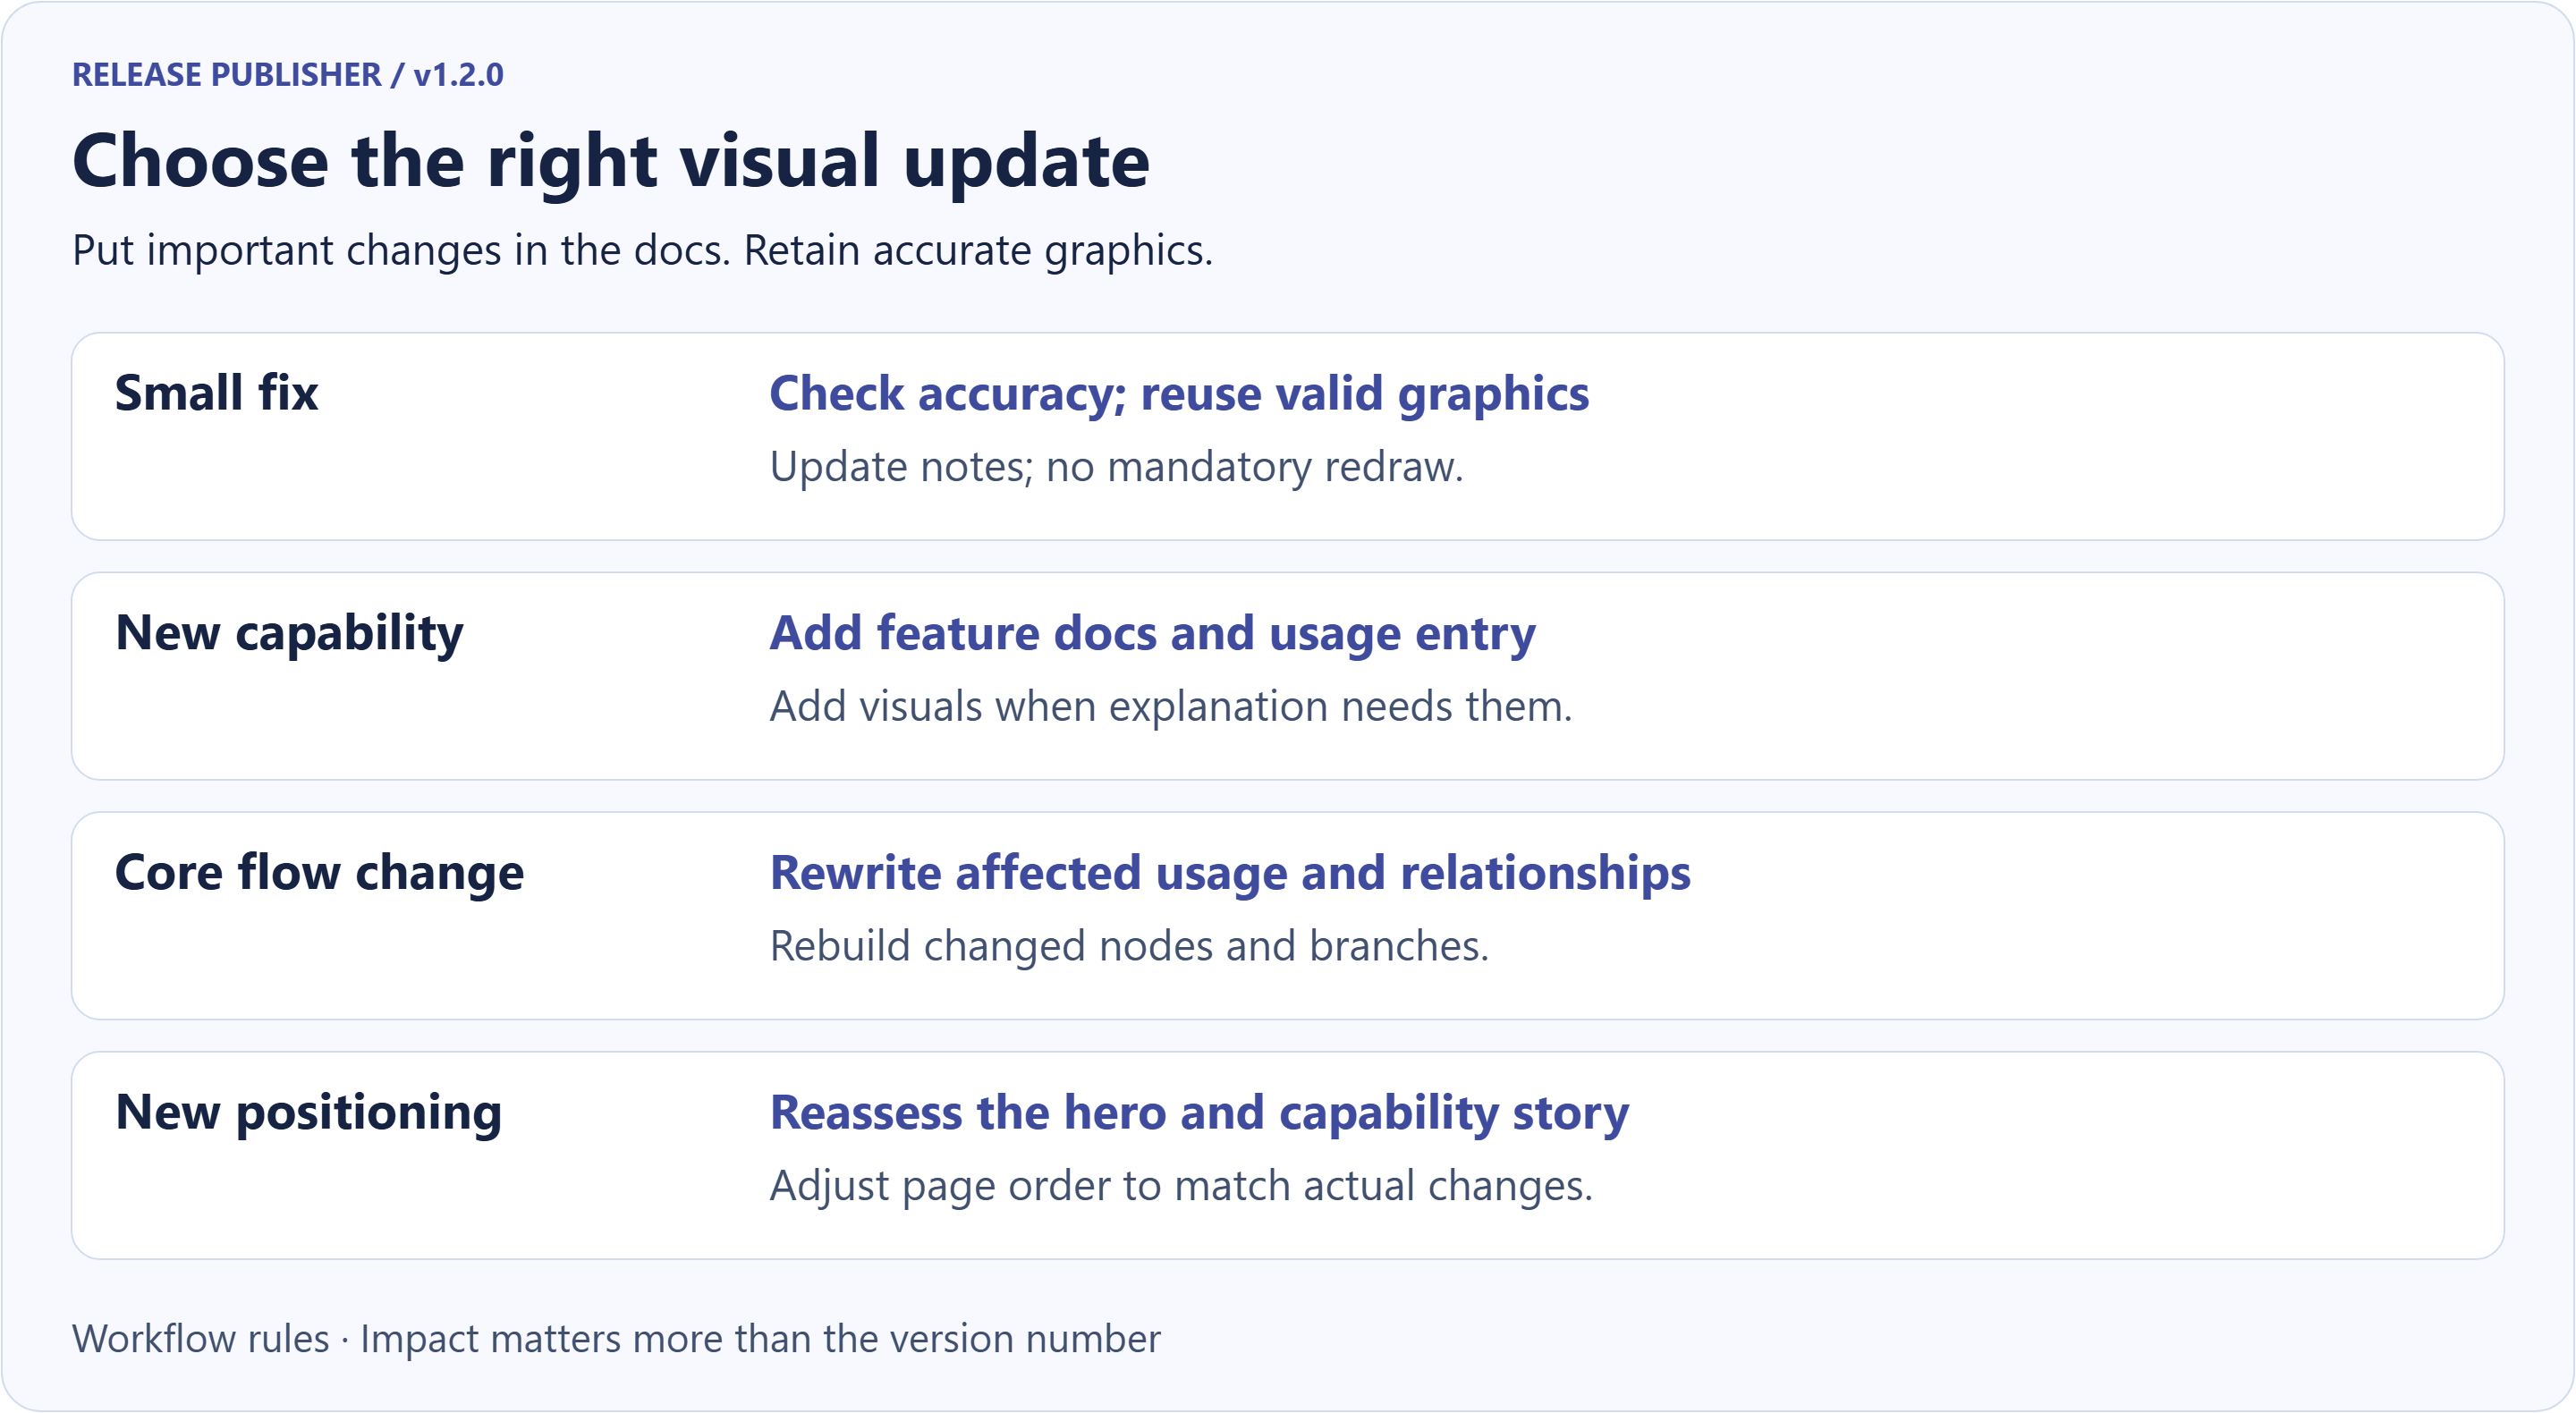 RELEASE PUBLISHER / v1.2.0
Choose the right visual update
Put important changes in the docs. Retain accurate graphics.
Small fix
Check accuracy; reuse valid graphics
Update notes; no mandatory redraw.
New capability
Add feature docs and usage entry
Add visuals when explanation needs them.
Core flow change
Rewrite affected usage and relationships
Rebuild changed nodes and branches.
New positioning
Reassess the hero and capability story
Adjust page order to match actual changes.
Workflow rules · Impact matters more than the version number